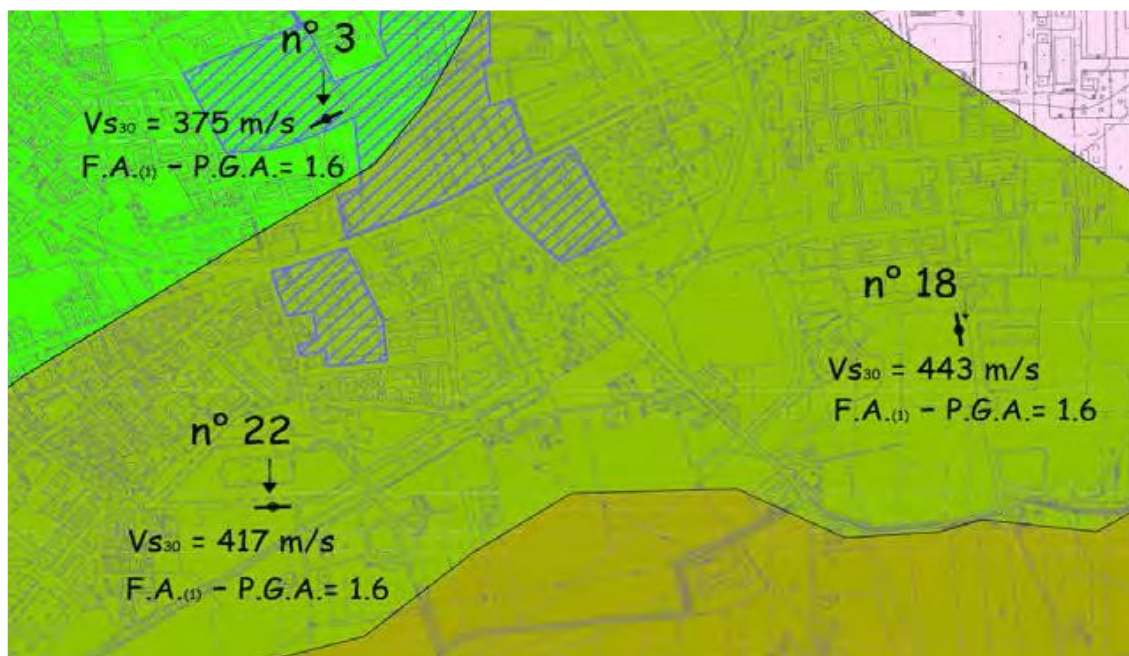 n° 3
Vs30 = 375 m/s
F.A.(1) - P.G.A.= 1.6
n° 18
Vs30 = 443 m/s
F.A.(1) - P.G.A.= 1.6
n° 22
Vs30 = 417 m/s
F.A.(1) - P.G.A.= 1.6